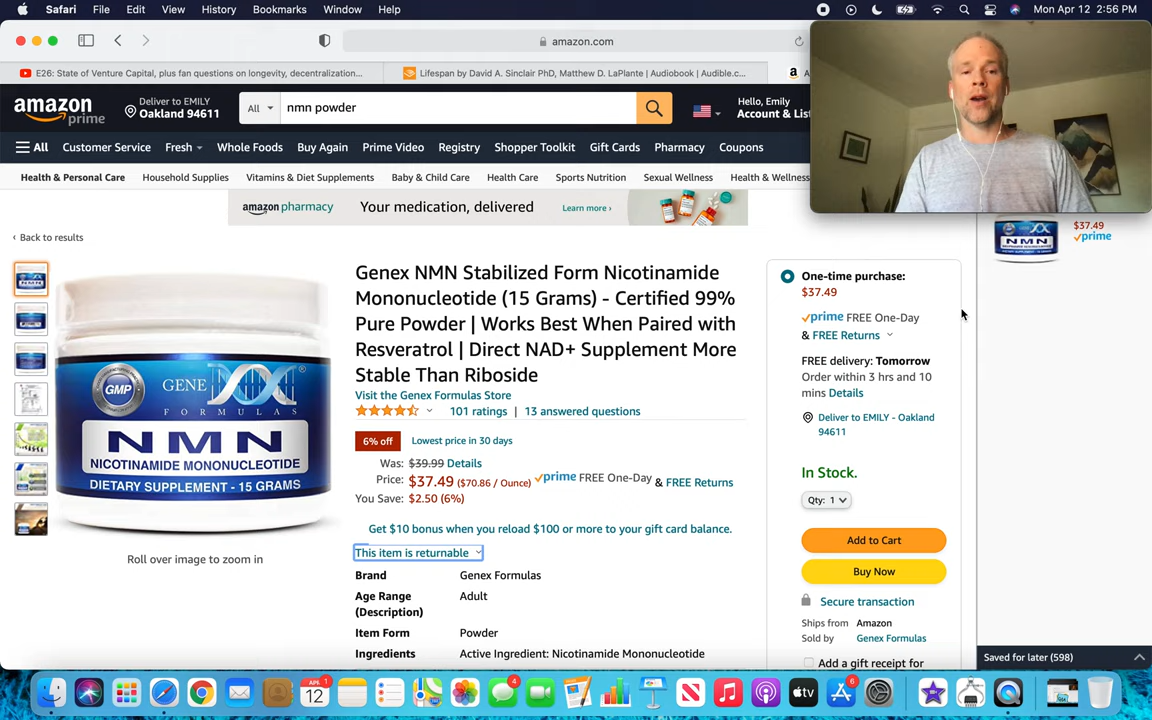 Safari File Edit View History Bookmarks Window Help Mon Apr 12 2:56 PM
amazon.com
E26: State of Venture Capital, plus fan questions on longevity, decentralization...
Lifespan by David A. Sinclair PhD, Matthew D. LaPlante | Audiobook | Audible.c...
a A
amazon prime
Deliver to EMILY
Oakland 94611
All nmn powder
Hello, Emily
Account & List
All Customer Service Fresh Whole Foods Buy Again Prime Video Registry Shopper Toolkit Gift Cards Pharmacy Coupons
Health & Personal Care Household Supplies Vitamins & Diet Supplements Baby & Child Care Health Care Sports Nutrition Sexual Wellness Health & Wellness
amazon pharmacy Your medication, delivered Learn more ›
‹ Back to results
GMP
GENE
FORMULAS
NMN
NICOTINAMIDE MONONUCLEOTIDE
DIETARY SUPPLEMENT - 15 GRAMS
Roll over image to zoom in
Genex NMN Stabilized Form Nicotinamide
Mononucleotide (15 Grams) - Certified 99%
Pure Powder | Works Best When Paired with
Resveratrol | Direct NAD+ Supplement More
Stable Than Riboside
Visit the Genex Formulas Store
101 ratings | 13 answered questions
6% off Lowest price in 30 days
Was: $39.99 Details
Price: $37.49 ($70.86 / Ounce) prime FREE One-Day & FREE Returns
You Save: $2.50 (6%)
Get $10 bonus when you reload $100 or more to your gift card balance.
This item is returnable
Brand Genex Formulas
Age Range Adult
(Description)
Item Form Powder
Ingredients Active Ingredient: Nicotinamide Mononucleotide
One-time purchase:
$37.49
prime FREE One-Day
& FREE Returns
FREE delivery: Tomorrow
Order within 3 hrs and 10
mins Details
Deliver to EMILY - Oakland
94611
In Stock.
Qty: 1
Add to Cart
Buy Now
Secure transaction
Ships from Amazon
Sold by Genex Formulas
Add a gift receipt for
NMN
$37.49
prime
Saved for later (598)
APR 1
12
4
tv
6